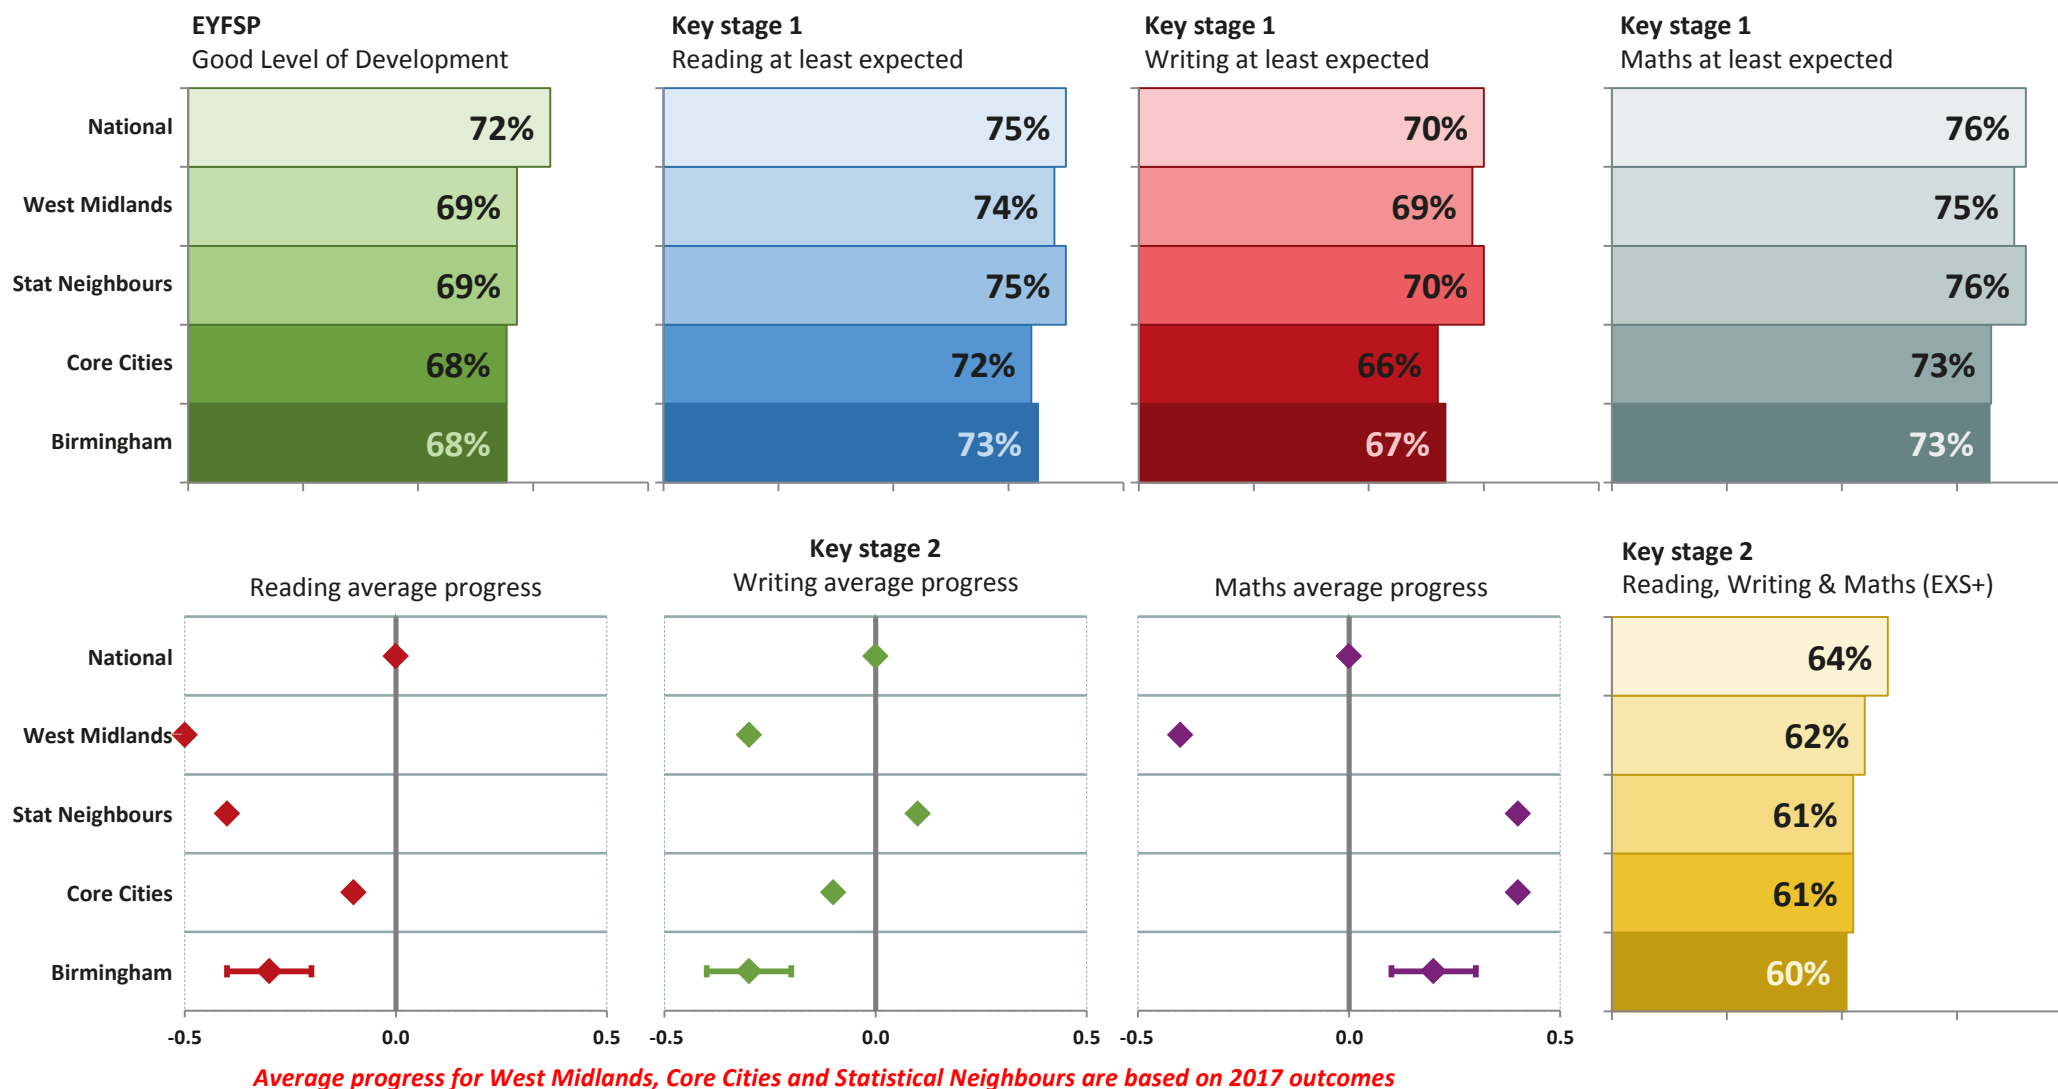 EYFSP
Good Level of Development
Key stage 1
Reading at least expected
Key stage 1
Writing at least expected
Key stage 1
Maths at least expected
National
72%
75%
70%
76%
West Midlands
69%
74%
69%
75%
Stat Neighbours
69%
75%
70%
76%
Core Cities
68%
72%
66%
73%
Birmingham
68%
73%
67%
73%
Key stage 2
Reading average progress
Writing average progress
Maths average progress
Key stage 2
Reading, Writing & Maths (EXS+)
National
64%
West Midlands
62%
Stat Neighbours
61%
Core Cities
61%
Birmingham
60%
-0.5
0.0
0.5
-0.5
0.0
0.5
-0.5
0.0
0.5
Average progress for West Midlands, Core Cities and Statistical Neighbours are based on 2017 outcomes